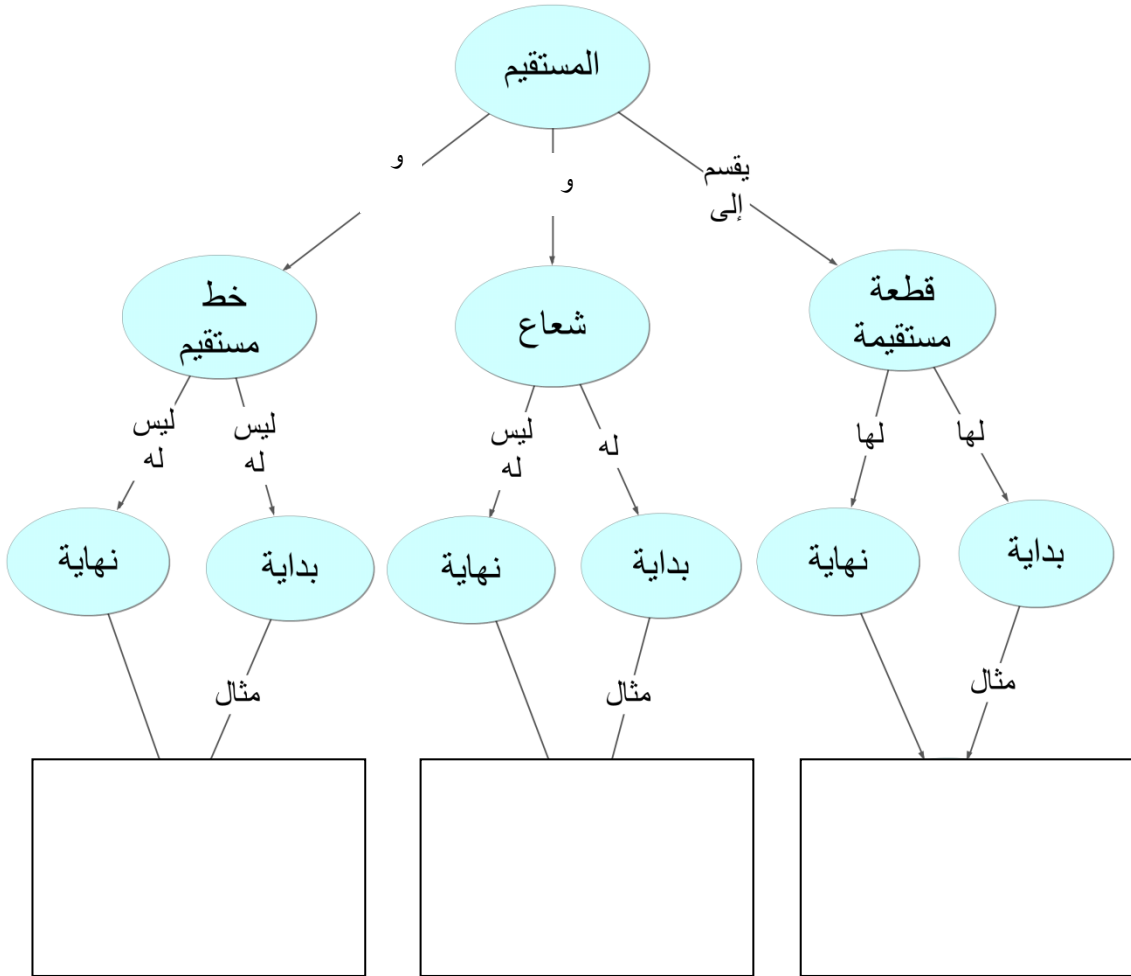 المستقيم
يقسم
إلى
و
و
قطعة
مستقيمة
شعاع
خط
مستقيم
لها
لها
له
ليس
له
ليس
له
ليس
له
بداية
نهاية
بداية
نهاية
بداية
نهاية
مثال
مثال
مثال